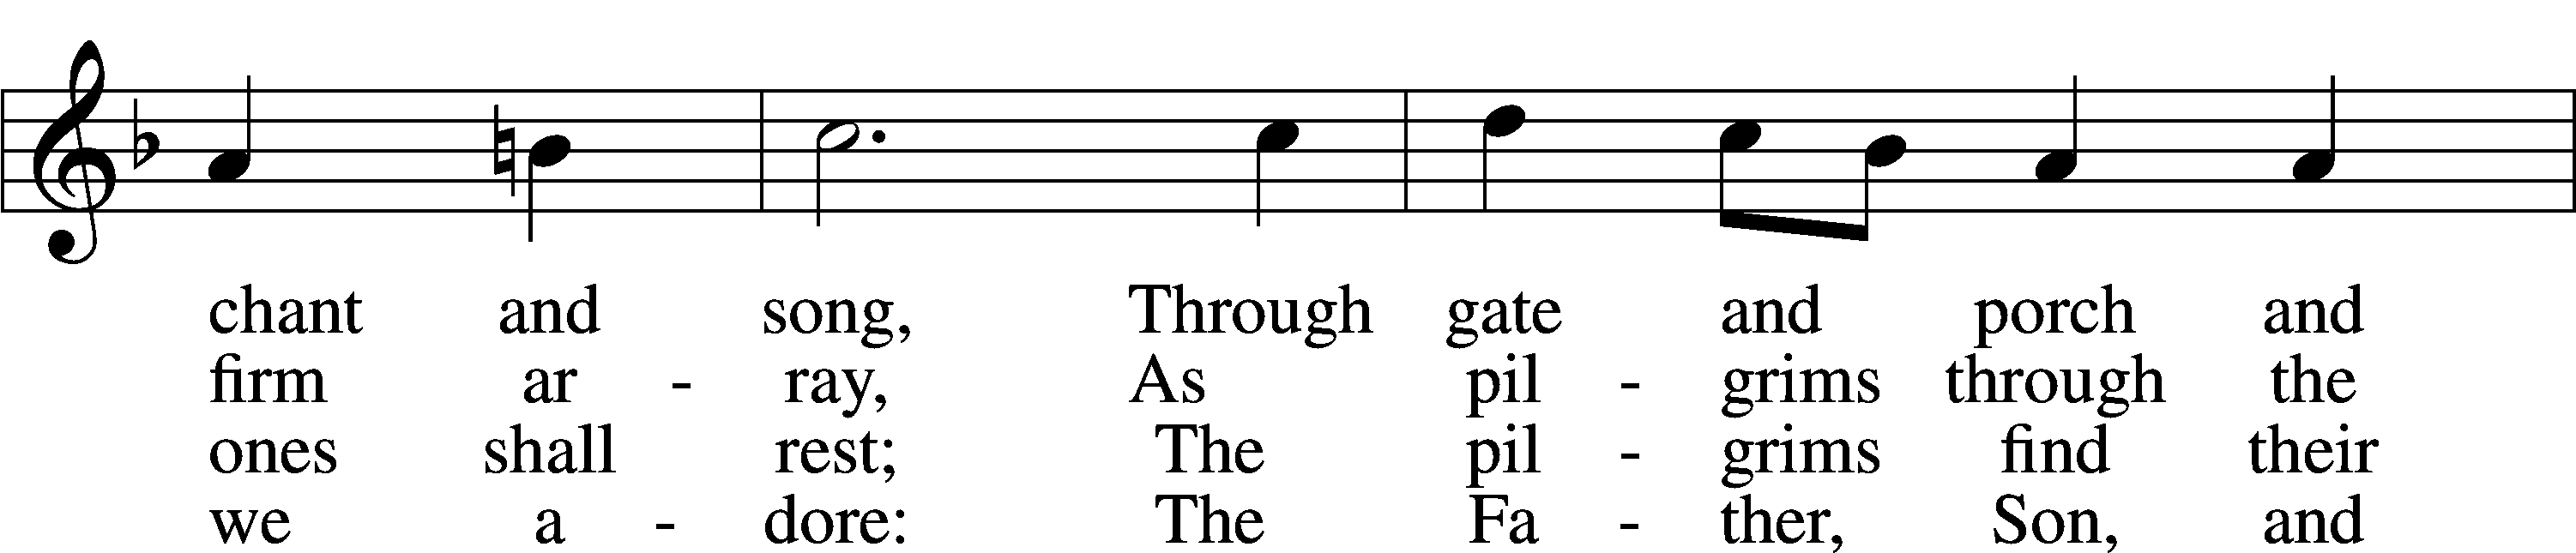 chant and song, Through gate and porch and
firm ar - ray, As pil - grims through the
ones shall rest; The pil - grims find their
we a - dore: The Fa - ther, Son, and